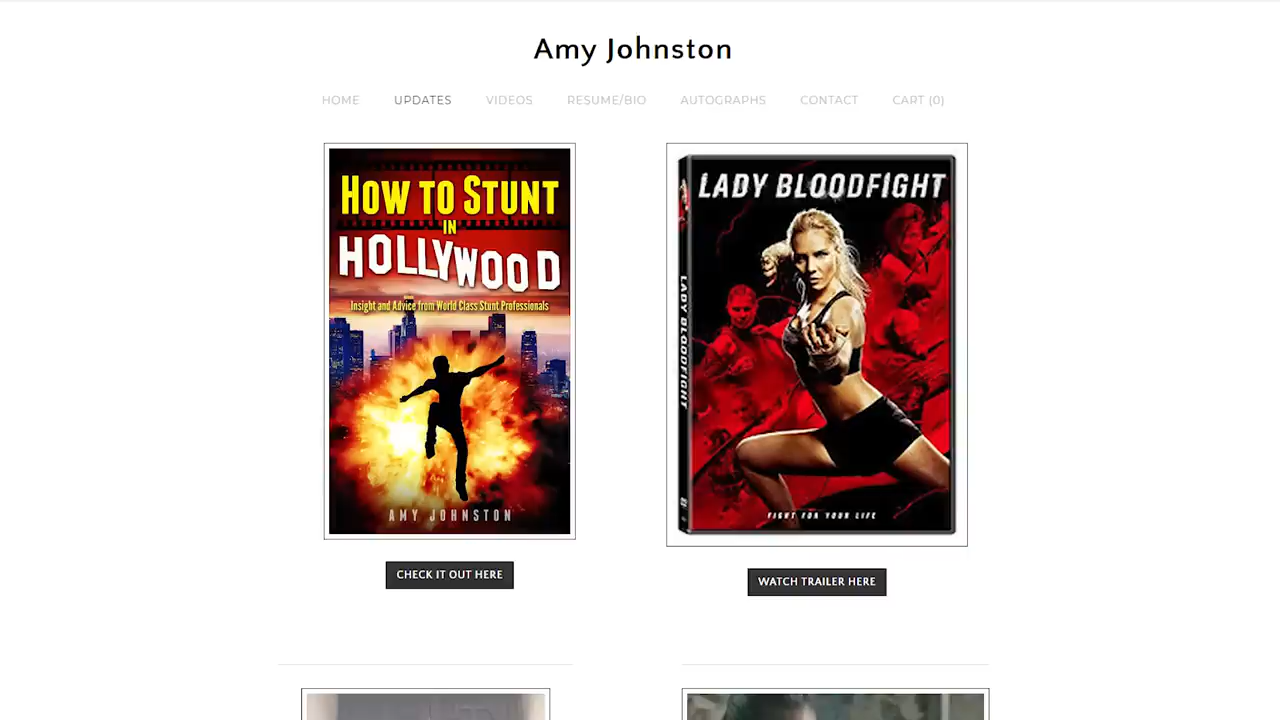 Amy Johnston
HOME UPDATES VIDEOS RESUME/BIO AUTOGRAPHS CONTACT CART (0)
HOW TO STUNT
IN
HOLLYWOOD
Insight and Advice from World Class Stunt Professionals
AMY JOHNSTON
CHECK IT OUT HERE
LADY BLOODFIGHT
LADY BLOODFIGHT
FIGHT FOR YOUR LIFE
WATCH TRAILER HERE